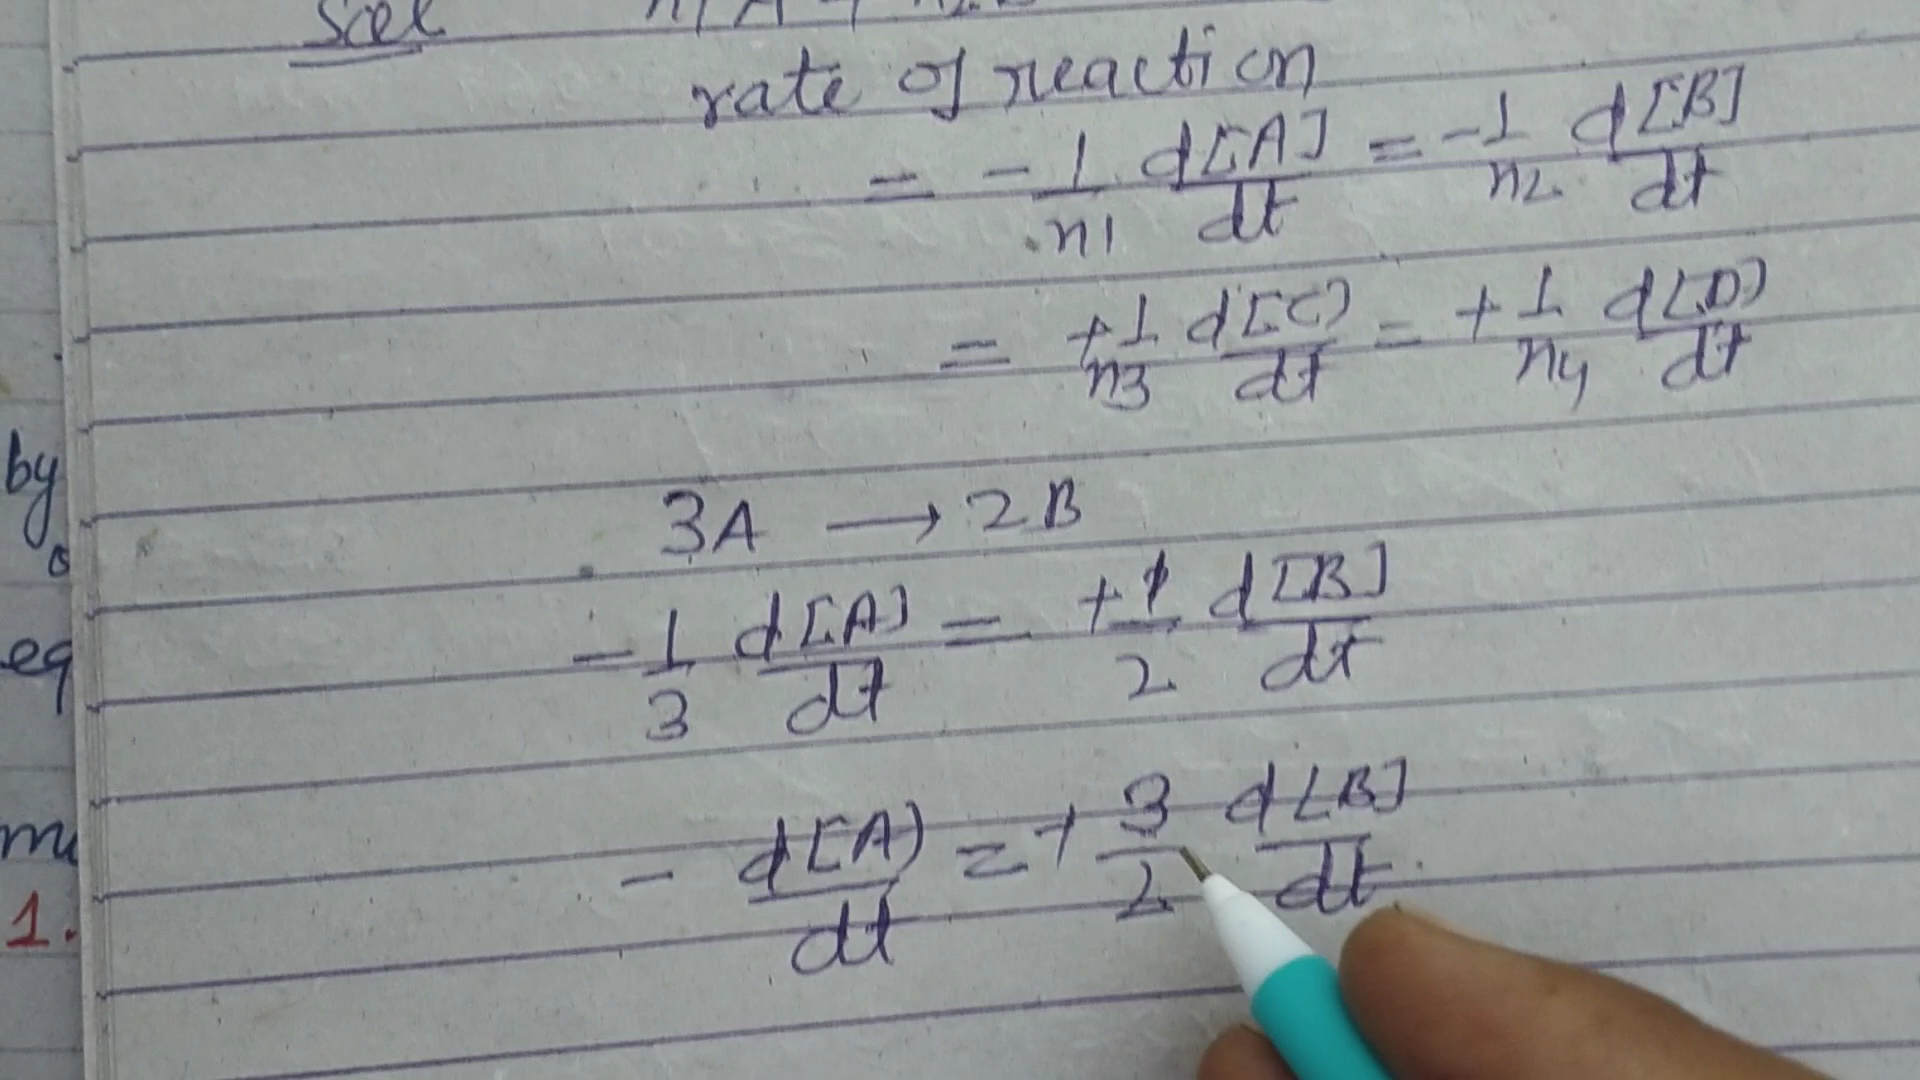 Sol
rate of reaction
= - 1/n1 d[A]/dt = - 1/n2 d[B]/dt
= + 1/n3 d[C]/dt = + 1/n4 d[D]/dt
3A → 2B
- 1/3 d[A]/dt = + 1/2 d[B]/dt
- d[A]/dt = + 3/2 d[B]/dt
by
eq
1.